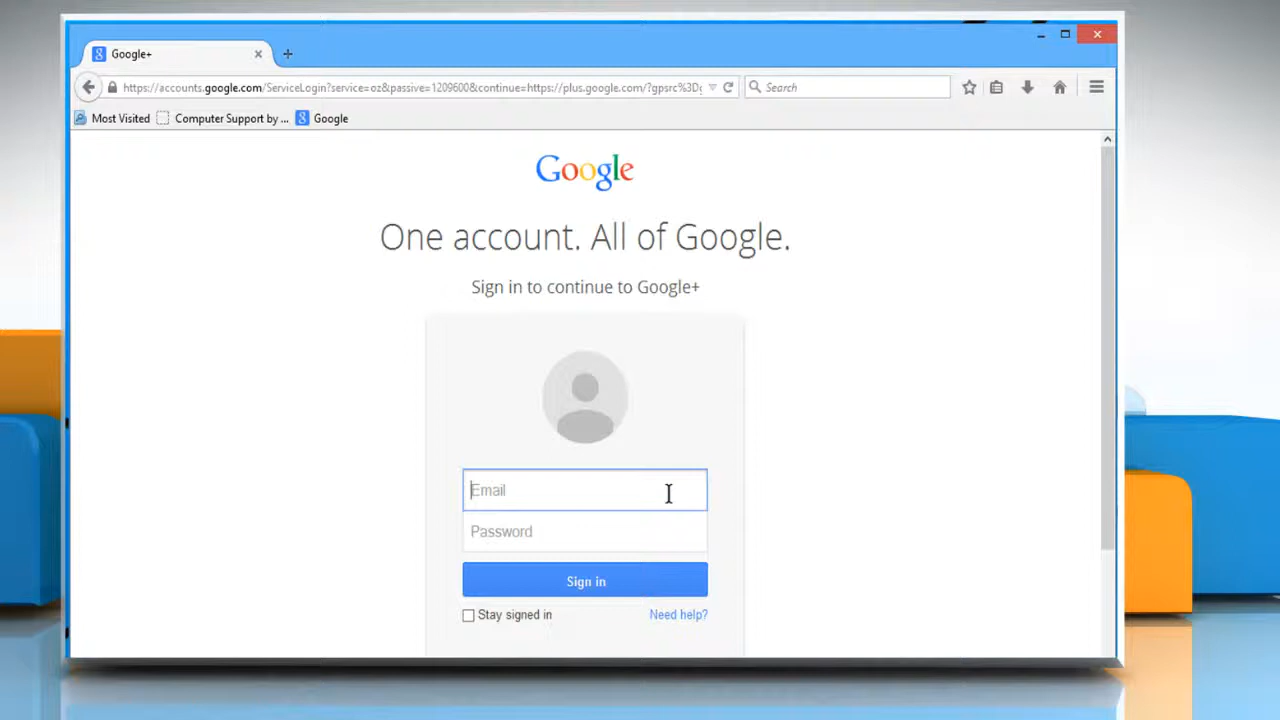 Google+
https://accounts.google.com/ServiceLogin?service=oz&passive=1209600&continue=https://plus.google.com/?gpsrc%3Dg
Search
Most Visited
Computer Support by ...
Google
Google
One account. All of Google.
Sign in to continue to Google+
Email
Password
Sign in
Stay signed in
Need help?